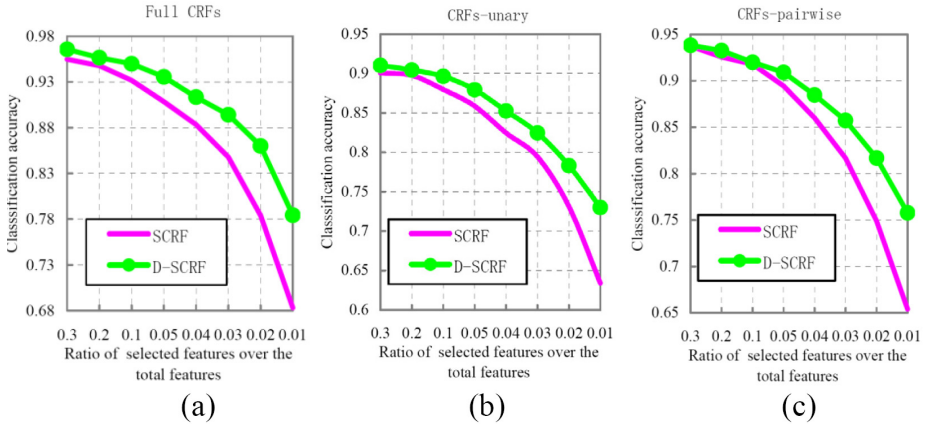 Full CRFs
Classsification accuracy
0.98
0.93
0.88
0.83
0.78
0.73
0.68
SCRF
D-SCRF
0.3 0.2 0.1 0.05 0.04 0.03 0.02 0.01
Ratio of selected features over the
total features
(a)
CRFs-unary
Classsification accuracy
0.95
0.9
0.85
0.8
0.75
0.7
0.65
0.6
SCRF
D-SCRF
0.3 0.2 0.1 0.05 0.04 0.03 0.02 0.01
Ratio of selected features over the
total features
(b)
CRFs-pairwise
Classsification accuracy
0.95
0.9
0.85
0.8
0.75
0.7
0.65
SCRF
D-SCRF
0.3 0.2 0.1 0.05 0.04 0.03 0.02 0.01
Ratio of selected features over the
total features
(c)